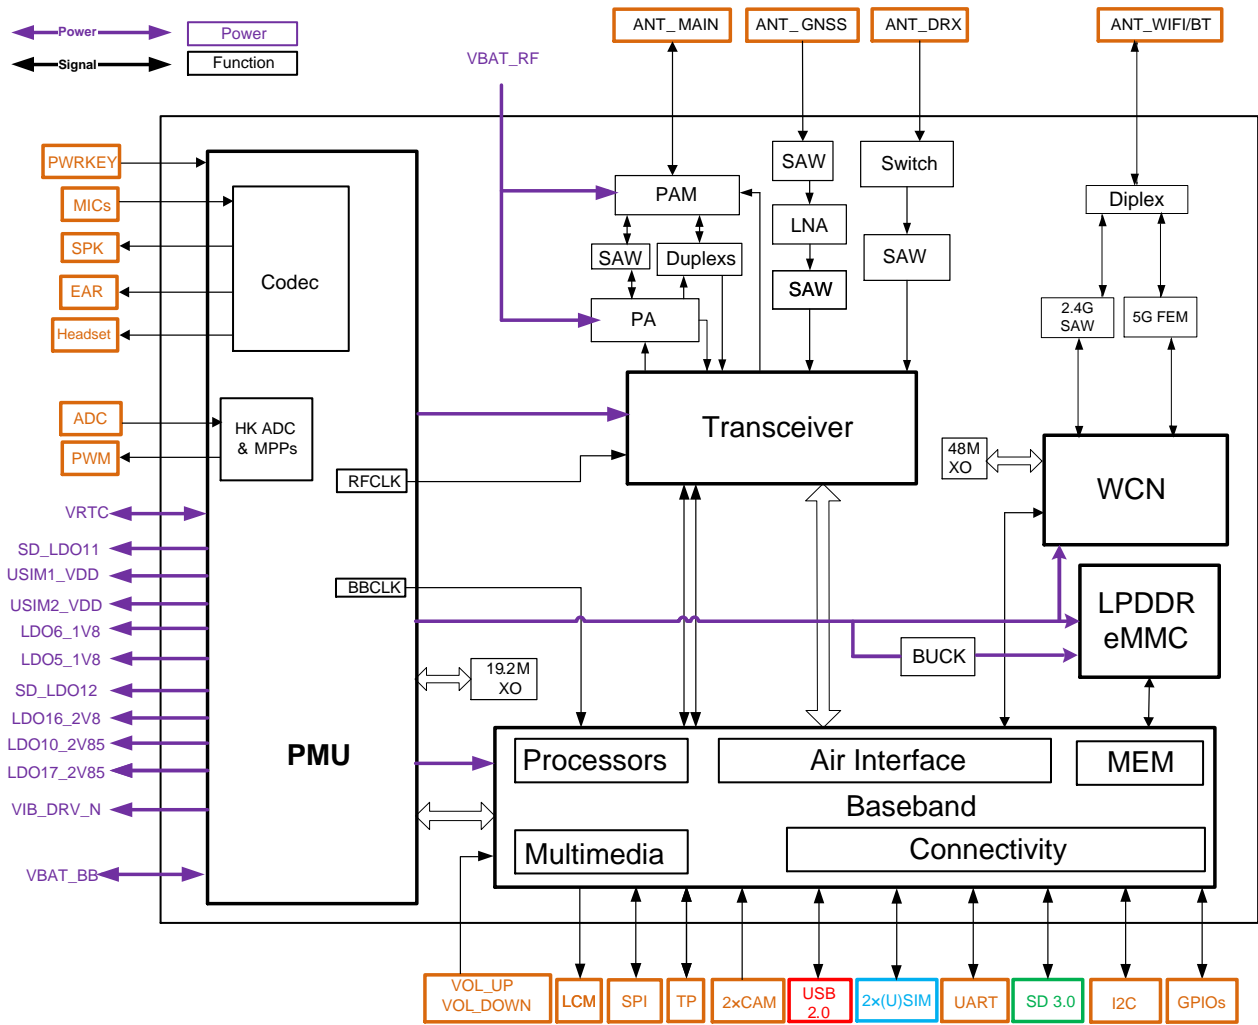 Power
Power
Signal
Function
ANT_MAIN
ANT_GNSS
ANT_DRX
ANT_WIFI/BT
VBAT_RF
PWRKEY
MICs
SPK
EAR
Headset
ADC
PWM
Codec
HK ADC
& MPPs
RFCLK
BBCLK
19.2M
XO
PMU
VRTC
SD_LDO11
USIM1_VDD
USIM2_VDD
LDO6_1V8
LDO5_1V8
SD_LDO12
LDO16_2V8
LDO10_2V85
LDO17_2V85
VIB_DRV_N
VBAT_BB
PAM
SAW
Duplexs
PA
SAW
LNA
SAW
Switch
SAW
Diplex
2.4G
SAW
5G FEM
Transceiver
48M
XO
WCN
LPDDR
eMMC
BUCK
Processors
Air Interface
MEM
Baseband
Multimedia
Connectivity
VOL_UP
VOL_DOWN
LCM
SPI
TP
2×CAM
USB
2.0
2×(U)SIM
UART
SD 3.0
I2C
GPIOs